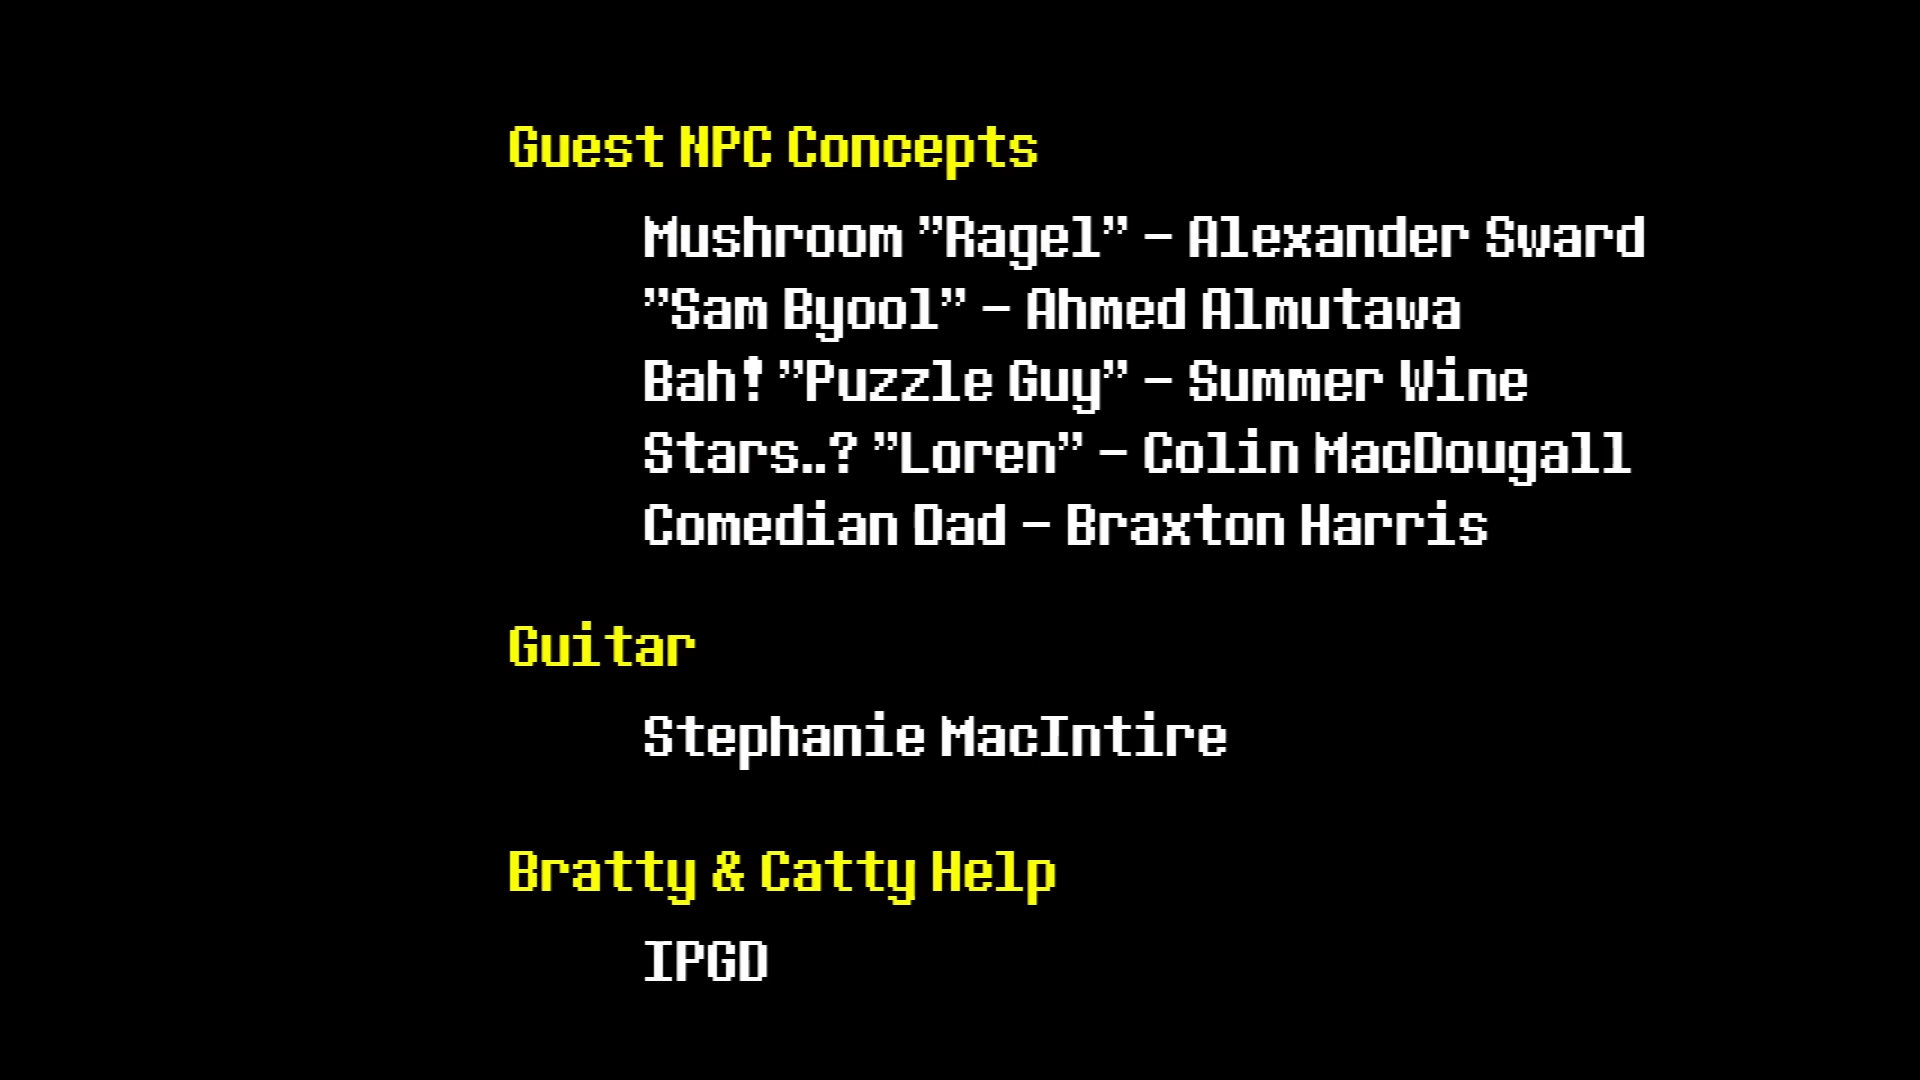 Guest NPC Concepts
Mushroom "Ragel" - Alexander Sward
"Sam Byool" - Ahmed Almutawa
Bah! "Puzzle Guy" - Summer Wine
Stars..? "Loren" - Colin MacDougall
Comedian Dad - Braxton Harris
Guitar
Stephanie MacIntire
Bratty & Catty Help
IPGD